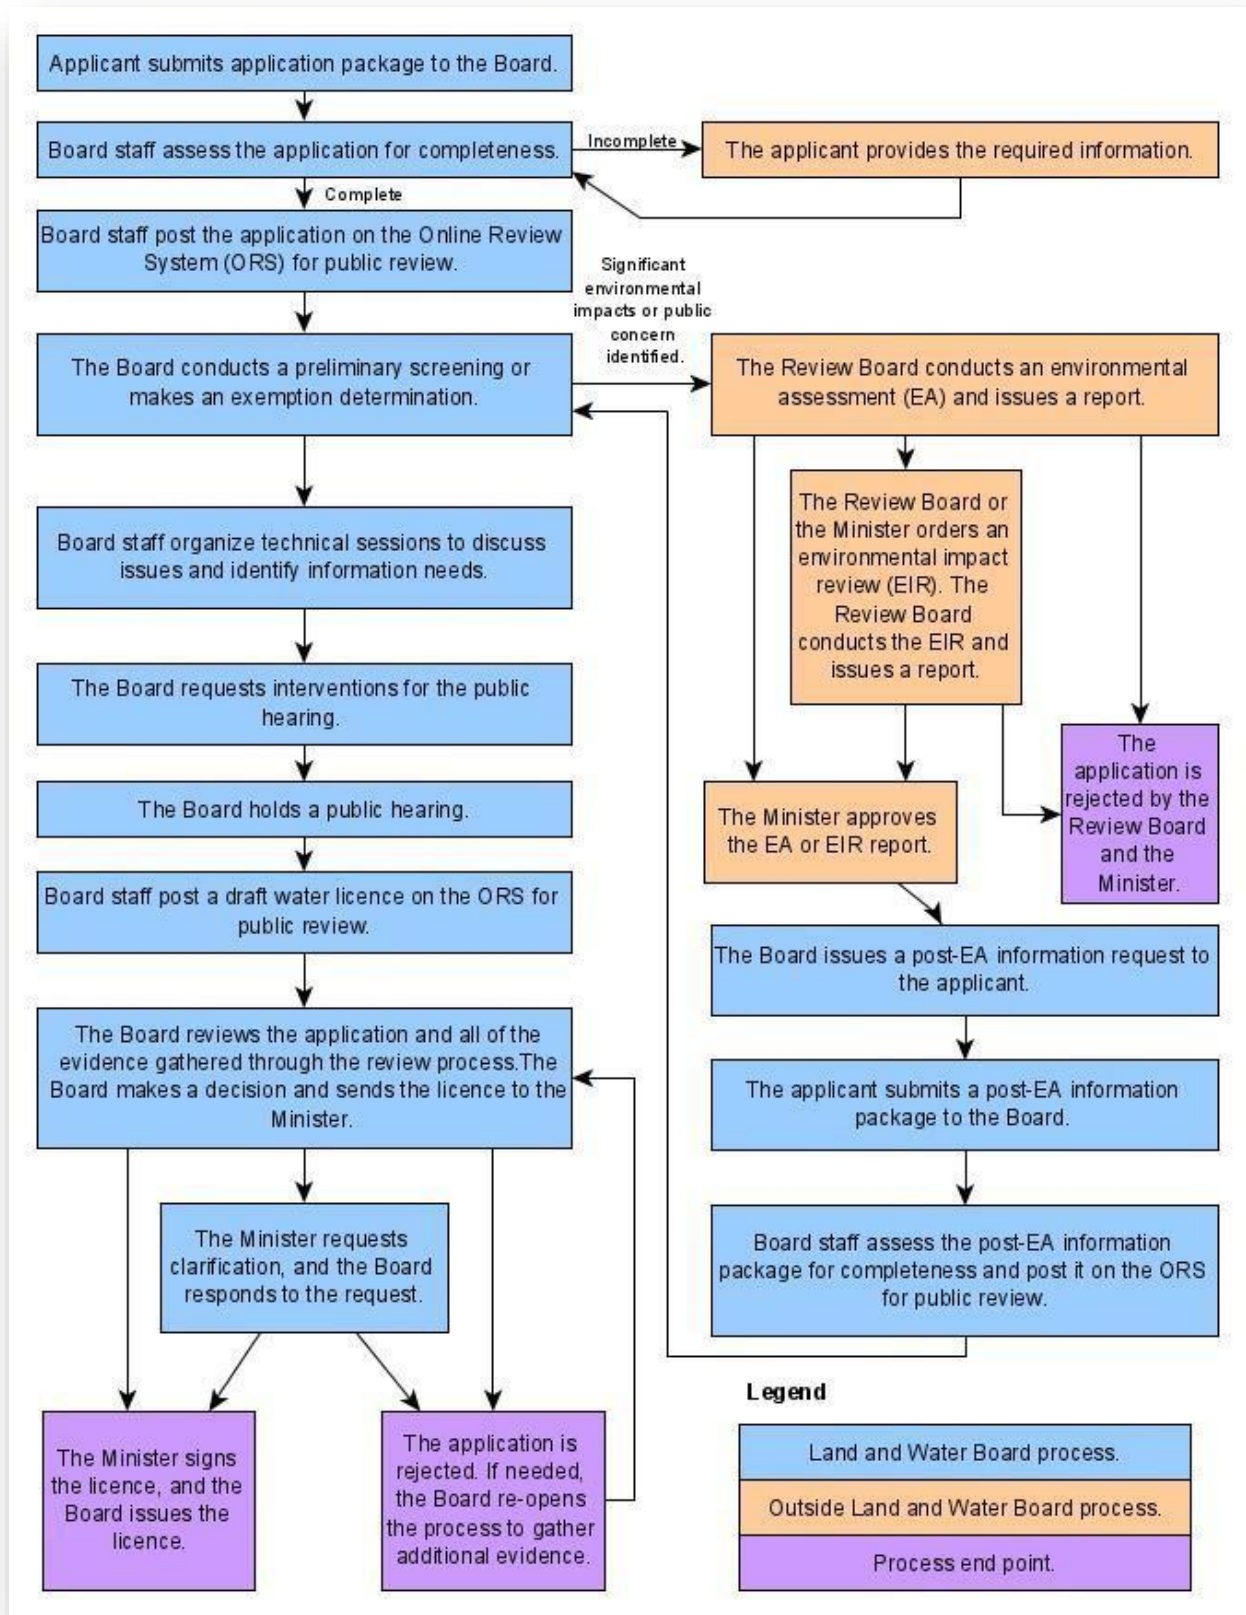 Applicant submits application package to the Board.
Board staff assess the application for completeness.
Incomplete
The applicant provides the required information.
Complete
Board staff post the application on the Online Review
System (ORS) for public review.
Significant
environmental
impacts or public
concern
identified.
The Board conducts a preliminary screening or
makes an exemption determination.
The Review Board conducts an environmental
assessment (EA) and issues a report.
The Review Board or
the Minister orders an
environmental impact
review (EIR). The
Review Board
conducts the EIR and
issues a report.
Board staff organize technical sessions to discuss
issues and identify information needs.
The Board requests interventions for the public
hearing.
The Board holds a public hearing.
The Minister approves
the EA or EIR report.
The
application is
rejected by the
Review Board
and the
Minister.
Board staff post a draft water licence on the ORS for
public review.
The Board issues a post-EA information request to
the applicant.
The Board reviews the application and all of the
evidence gathered through the review process.The
Board makes a decision and sends the licence to the
Minister.
The applicant submits a post-EA information
package to the Board.
The Minister requests
clarification, and the Board
responds to the request.
Board staff assess the post-EA information
package for completeness and post it on the ORS
for public review.
The Minister signs
the licence, and the
Board issues the
licence.
The application is
rejected. If needed,
the Board re-opens
the process to gather
additional evidence.
Legend
Land and Water Board process.
Outside Land and Water Board process.
Process end point.